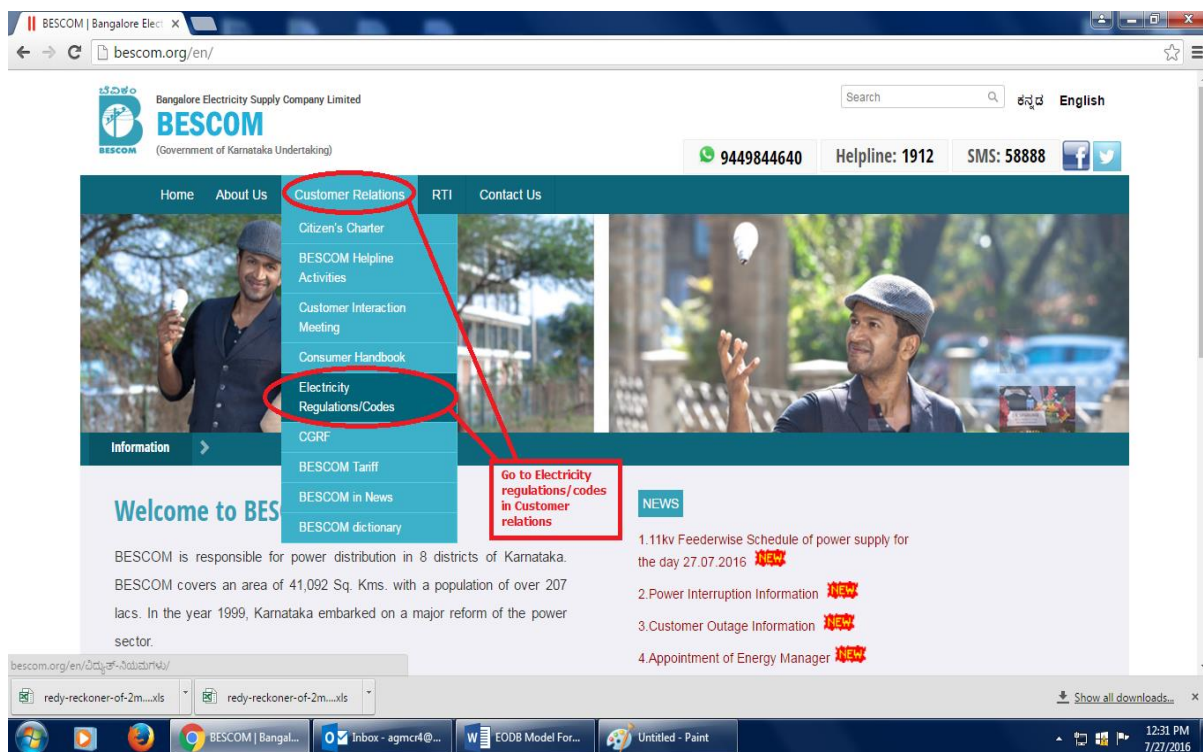 BESCOM | Bangalore Elect
bescom.org/en/
ಬೆವಿಕಂ
BESCOM
Bangalore Electricity Supply Company Limited
BESCOM
(Government of Karnataka Undertaking)
Search
ಕನ್ನಡ English
9449844640 Helpline: 1912 SMS: 58888
Home About Us Customer Relations RTI Contact Us
Citizen's Charter
BESCOM Helpline
Activities
Customer Interaction
Meeting
Consumer Handbook
Electricity
Regulations/Codes
CGRF
BESCOM Tariff
BESCOM in News
BESCOM dictionary
Information
Go to Electricity
regulations/codes
in Customer
relations
Welcome to BES
BESCOM is responsible for power distribution in 8 districts of Karnataka.
BESCOM covers an area of 41,092 Sq. Kms. with a population of over 207
lacs. In the year 1999, Karnataka embarked on a major reform of the power
sector.
NEWS
1.11kv Feederwise Schedule of power supply for
the day 27.07.2016 NEW
2.Power Interruption Information NEW
3.Customer Outage Information NEW
4.Appointment of Energy Manager NEW
bescom.org/en/ವಿದ್ಯುತ್-ನಿಯಮಗಳು/
redy-reckoner-of-2m....xls redy-reckoner-of-2m....xls Show all downloads...
BESCOM | Bangal... Inbox - agmcr4@... EODB Model For... Untitled - Paint
12:31 PM
7/27/2016